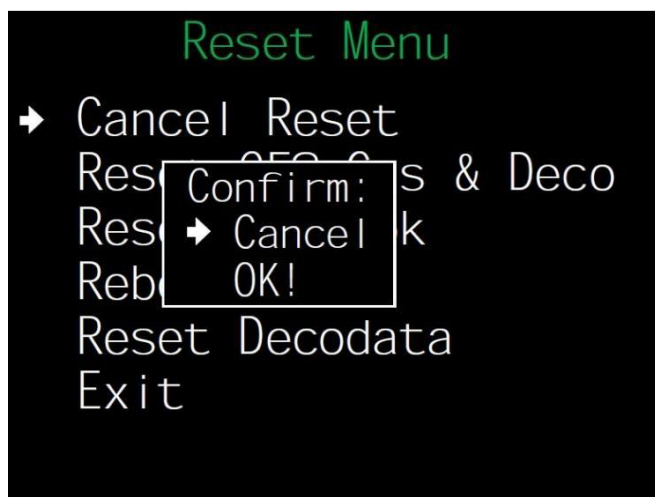 Reset Menu
Cancel Reset
Res s & Deco
Res k
Reb
Reset Decodata
Exit
Confirm:
Cancel
OK!